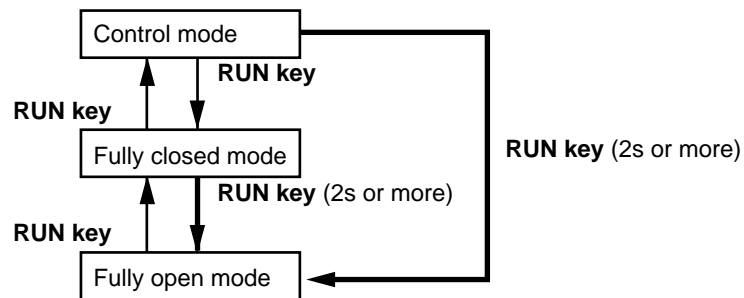 Control mode
RUN key
RUN key
Fully closed mode
RUN key (2s or more)
RUN key (2s or more)
RUN key
Fully open mode